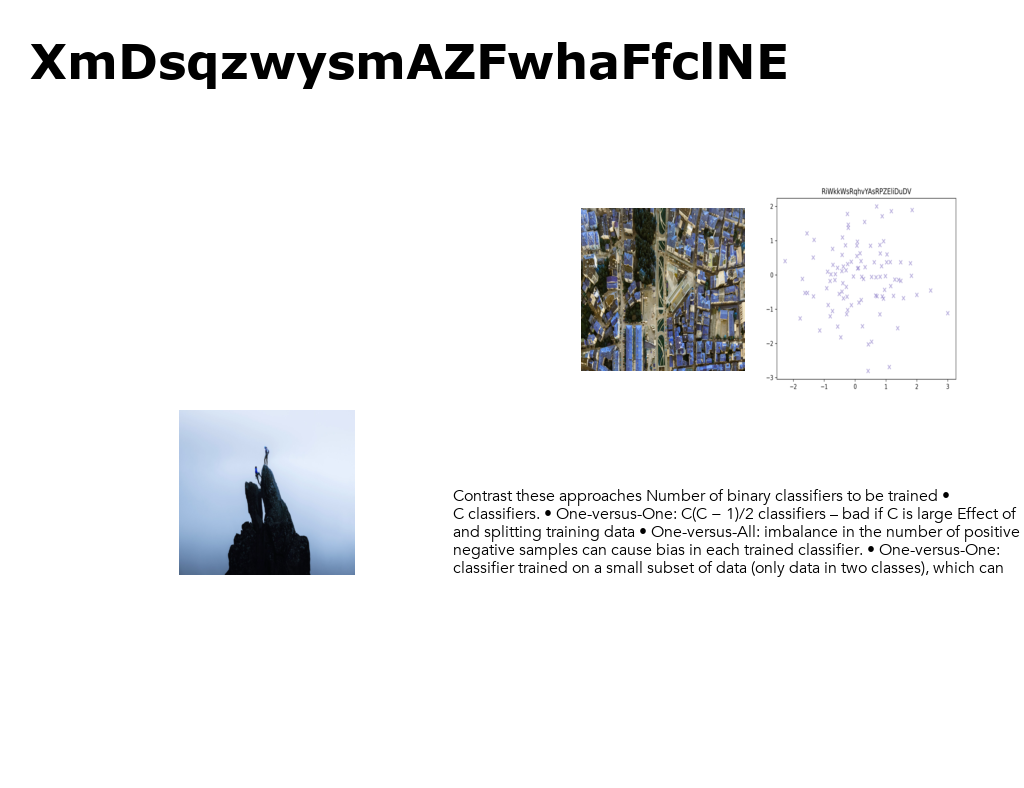 XmDsqzwysmAZFwhaFfclNE
RiWkkWsRqhvYAsRPZEliDuDV
2
1
0
−1
−2
−3
−2 −1 0 1 2 3
Contrast these approaches Number of binary classifiers to be trained •
C classifiers. • One-versus-One: C(C − 1)/2 classifiers – bad if C is large Effect of
and splitting training data • One-versus-All: imbalance in the number of positive
negative samples can cause bias in each trained classifier. • One-versus-One:
classifier trained on a small subset of data (only data in two classes), which can